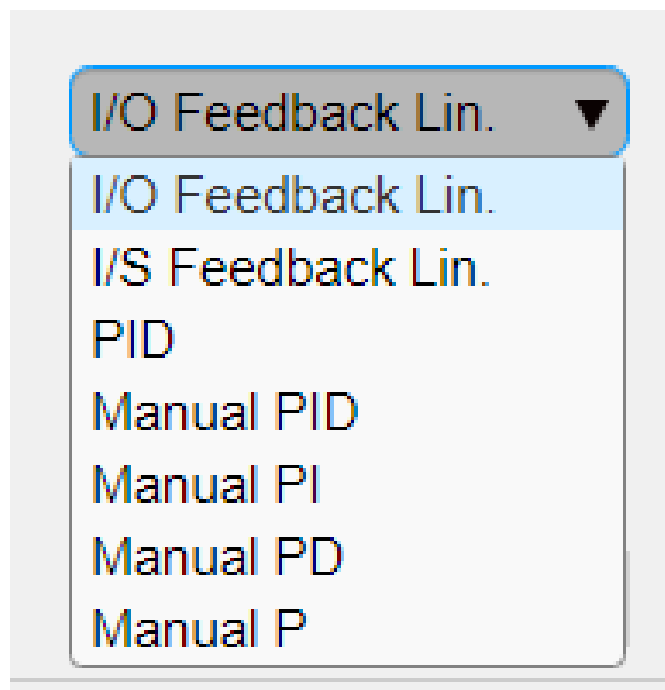 I/O Feedback Lin.
I/O Feedback Lin.
I/S Feedback Lin.
PID
Manual PID
Manual PI
Manual PD
Manual P